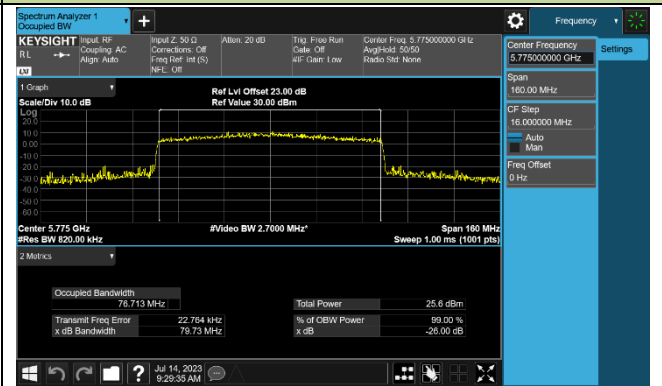 Spectrum Analyzer 1
Occupied BW
+
Frequency
KEYSIGHT
RL
LXI
Input: RF
Coupling: AC
Align: Auto
Input Z: 50 Ω
Corrections: Off
Freq Ref: Int (S)
NFE: Off
Atten: 20 dB
Trig: Free Run
Gate: Off
#IF Gain: Low
Center Freq: 5.775000000 GHz
Avg|Hold: 50/50
Radio Std: None
Center Frequency
5.775000000 GHz
Settings
Span
160.00 MHz
CF Step
16.000000 MHz
Auto
Man
Freq Offset
0 Hz
1 Graph
Scale/Div 10.0 dB
Ref Lvl Offset 23.00 dB
Ref Value 30.00 dBm
Log
20.0
10.0
0.00
-10.0
-20.0
-30.0
-40.0
-50.0
-60.0
Center 5.775 GHz
#Res BW 820.00 kHz
#Video BW 2.7000 MHz*
Span 160 MHz
Sweep 1.00 ms (1001 pts)
2 Metrics
Occupied Bandwidth
76.713 MHz
Total Power 25.6 dBm
Transmit Freq Error 22.764 kHz
% of OBW Power 99.00 %
x dB Bandwidth 79.73 MHz
x dB -26.00 dB
?
Jul 14, 2023
9:29:35 AM